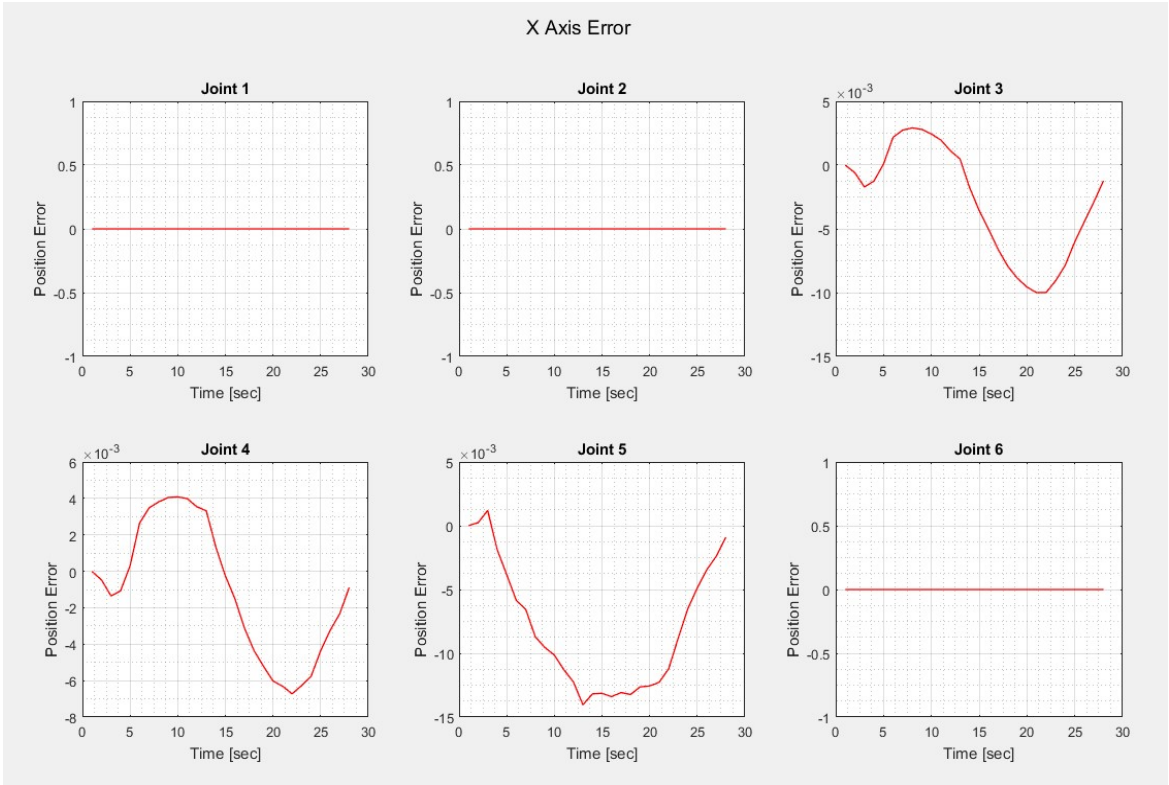 X Axis Error
Joint 1
1
0.5
0
-0.5
-1
Position Error
0 5 10 15 20 25 30
Time [sec]
Joint 2
1
0.5
0
-0.5
-1
Position Error
0 5 10 15 20 25 30
Time [sec]
Joint 3
×10-3
5
0
-5
-10
-15
Position Error
0 5 10 15 20 25 30
Time [sec]
Joint 4
×10-3
6
4
2
0
-2
-4
-6
-8
Position Error
0 5 10 15 20 25 30
Time [sec]
Joint 5
×10-3
5
0
-5
-10
-15
Position Error
0 5 10 15 20 25 30
Time [sec]
Joint 6
1
0.5
0
-0.5
-1
Position Error
0 5 10 15 20 25 30
Time [sec]